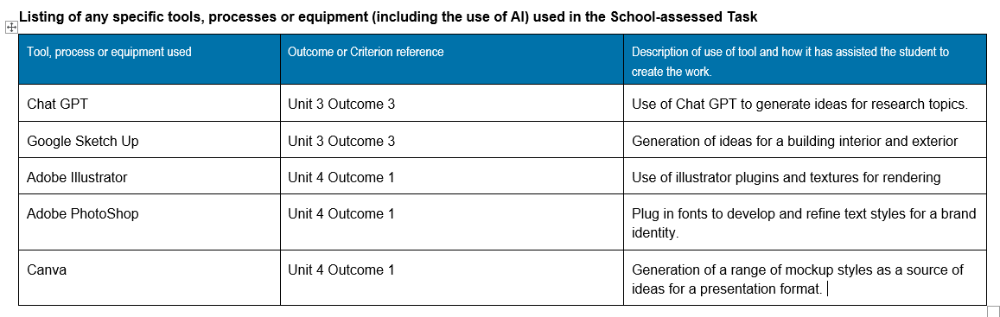 Listing of any specific tools, processes or equipment (including the use of AI) used in the School-assessed Task
Tool, process or equipment used
Outcome or Criterion reference
Description of use of tool and how it has assisted the student to
create the work.
Chat GPT
Unit 3 Outcome 3
Use of Chat GPT to generate ideas for research topics.
Google Sketch Up
Unit 3 Outcome 3
Generation of ideas for a building interior and exterior
Adobe Illustrator
Unit 4 Outcome 1
Use of illustrator plugins and textures for rendering
Adobe PhotoShop
Unit 4 Outcome 1
Plug in fonts to develop and refine text styles for a brand
identity.
Canva
Unit 4 Outcome 1
Generation of a range of mockup styles as a source of
ideas for a presentation format.